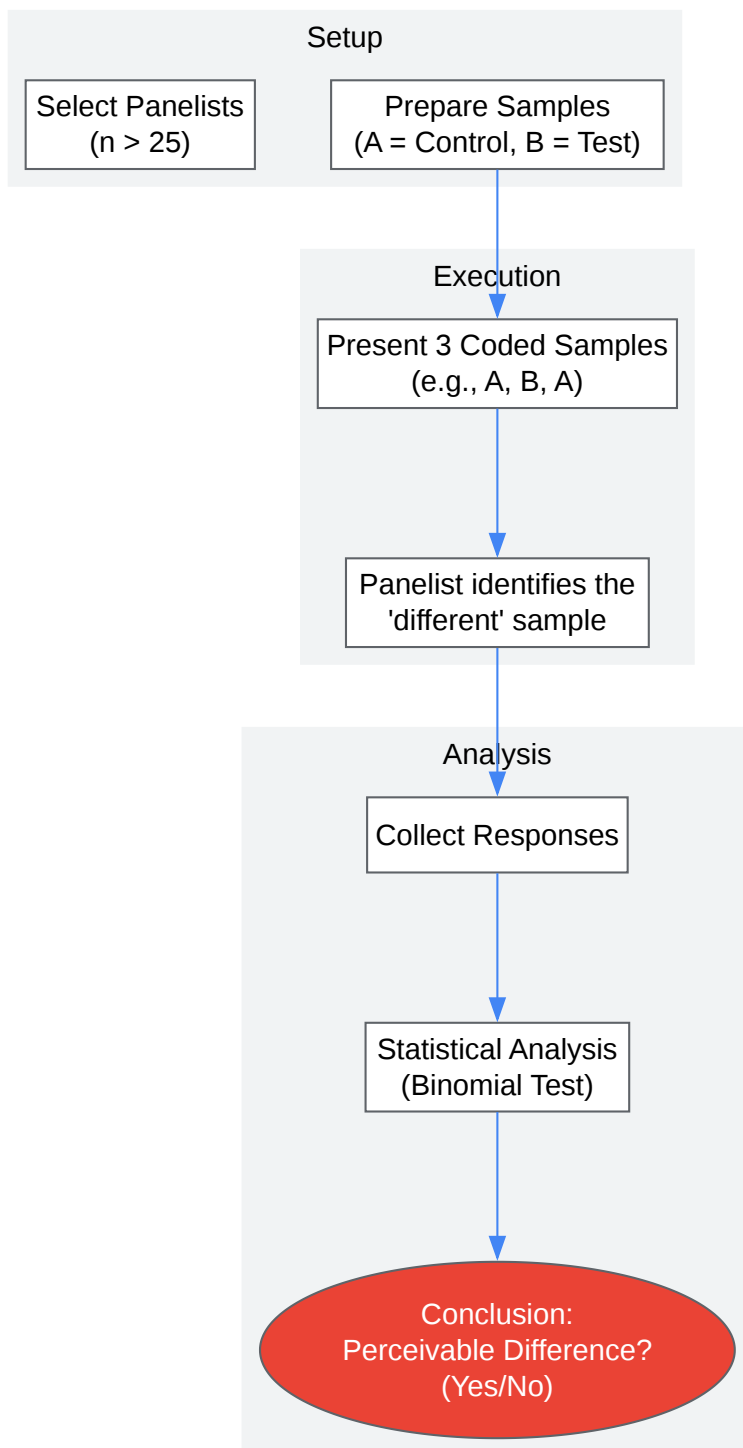 Setup
Select Panelists
(n > 25)
Prepare Samples
(A = Control, B = Test)
Execution
Present 3 Coded Samples
(e.g., A, B, A)
Panelist identifies the
'different' sample
Analysis
Collect Responses
Statistical Analysis
(Binomial Test)
Conclusion:
Perceivable Difference?
(Yes/No)